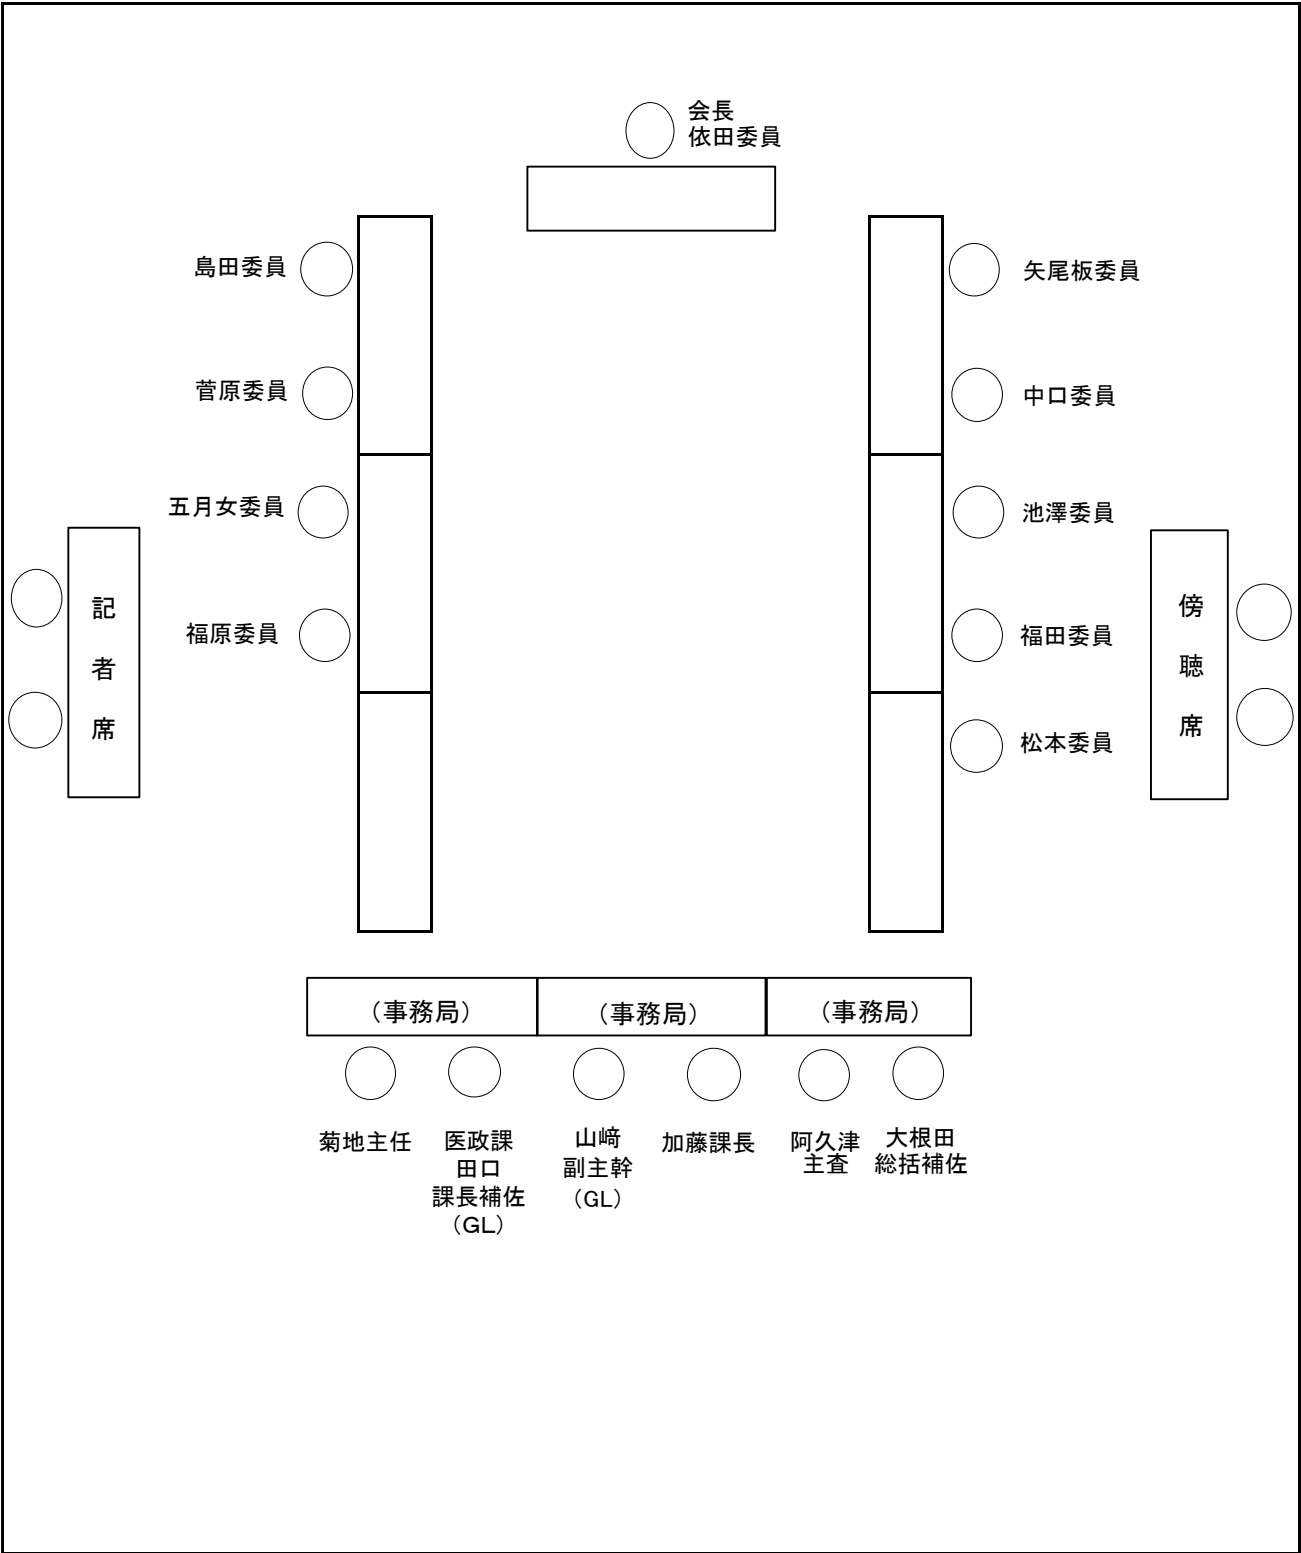 会長
依田委員
島田委員
矢尾板委員
菅原委員
中口委員
五月女委員
池澤委員
福原委員
福田委員
松本委員
記者席
傍聴席
（事務局）
（事務局）
（事務局）
菊地主任
医政課
田口
課長補佐
（GL）
山﨑
副主幹
（GL）
加藤課長
阿久津
主査
大根田
総括補佐